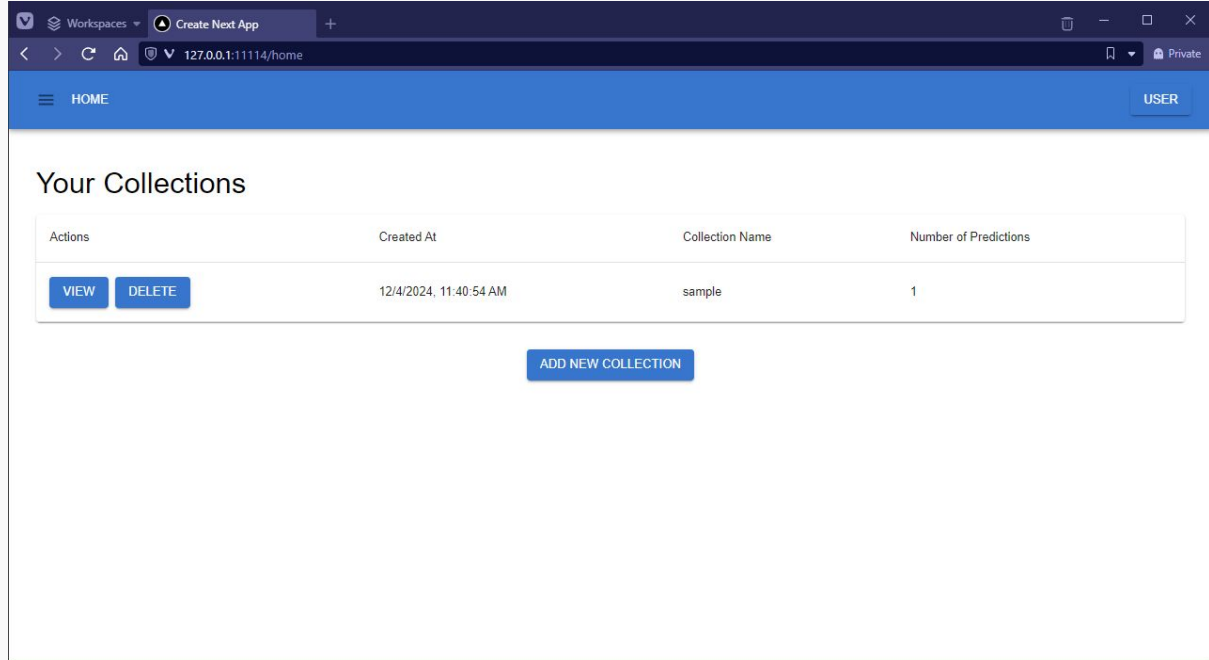 Workspaces Create Next App
127.0.0.1:11114/home Private
HOME USER
Your Collections
Actions Created At Collection Name Number of Predictions
VIEW DELETE 12/4/2024, 11:40:54 AM sample 1
ADD NEW COLLECTION